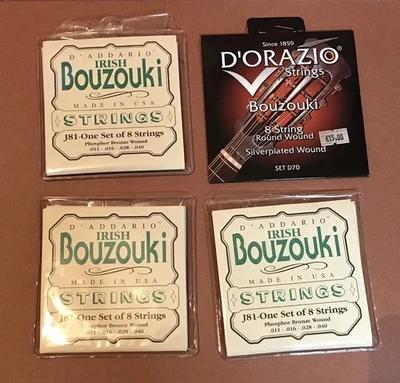 D'ADDARIO
IRISH
Bouzouki
MADE IN USA
STRINGS
J81-One Set of 8 Strings
Phosphor Bronze Wound
.011 - .016 - .028 - .040
Since 1859
D'ORAZIO®
Strings
Bouzouki
8 String
Round Wound
€15,00
Silverplated Wound
SET D70
D'ADDARIO
IRISH
Bouzouki
MADE IN USA
STRINGS
J81-One Set of 8 Strings
Phosphor Bronze Wound
.011 - .016 - .028 - .040
D'ADDARIO
IRISH
Bouzouki
MADE IN USA
STRINGS
J81-One Set of 8 Strings
Phosphor Bronze Wound
.011 - .016 - .028 - .040